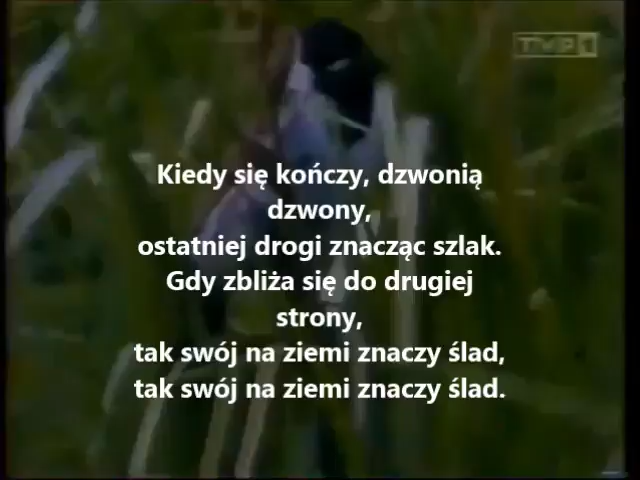 TVP1
Kiedy się kończy, dzwonią
dzwony,
ostatniej drogi znacząc szlak.
Gdy zbliża się do drugiej
strony,
tak swój na ziemi znaczy ślad,
tak swój na ziemi znaczy ślad.